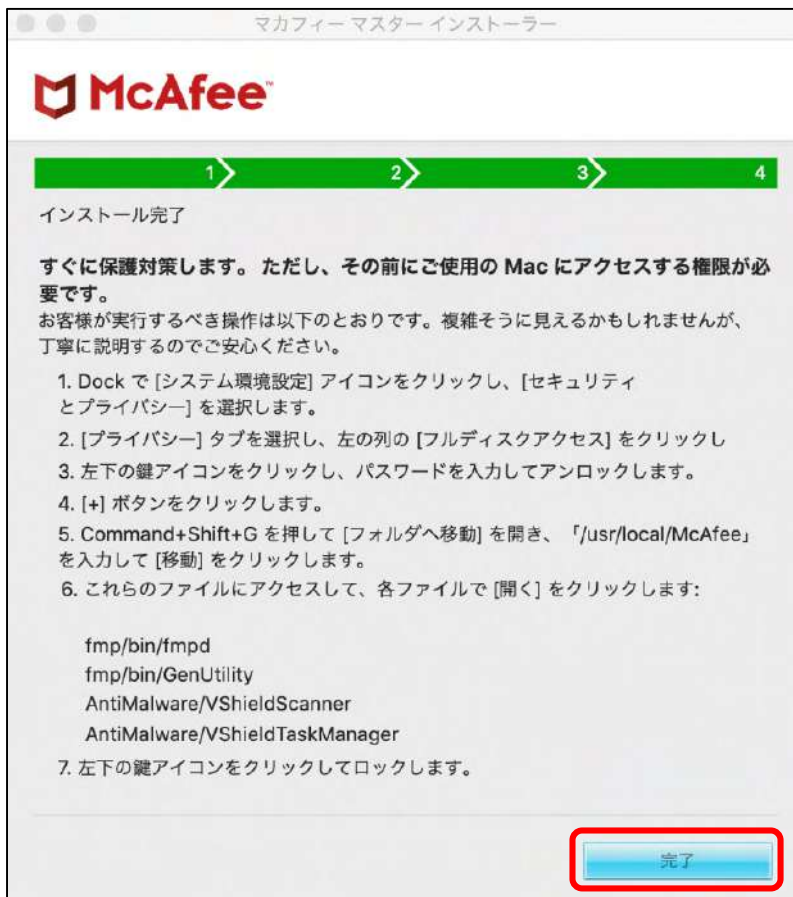 マカフィー マスター インストーラー
McAfee™
1 2 3 4
インストール完了
すぐに保護対策します。 ただし、その前にご使用の Mac にアクセスする権限が必
要です。
お客様が実行するべき操作は以下のとおりです。複雑そうに見えるかもしれませんが、
丁寧に説明するのでご安心ください。
1. Dock で [システム環境設定] アイコンをクリックし、[セキュリティ
とプライバシー] を選択します。
2. [プライバシー] タブを選択し、左の列の [フルディスクアクセス] をクリックし
3. 左下の鍵アイコンをクリックし、パスワードを入力してアンロックします。
4. [+] ボタンをクリックします。
5. Command+Shift+G を押して [フォルダへ移動] を開き、「/usr/local/McAfee」
を入力して [移動] をクリックします。
6. これらのファイルにアクセスして、各ファイルで [開く] をクリックします:
fmp/bin/fmpd
fmp/bin/GenUtility
AntiMalware/VShieldScanner
AntiMalware/VShieldTaskManager
7. 左下の鍵アイコンをクリックしてロックします。
完了